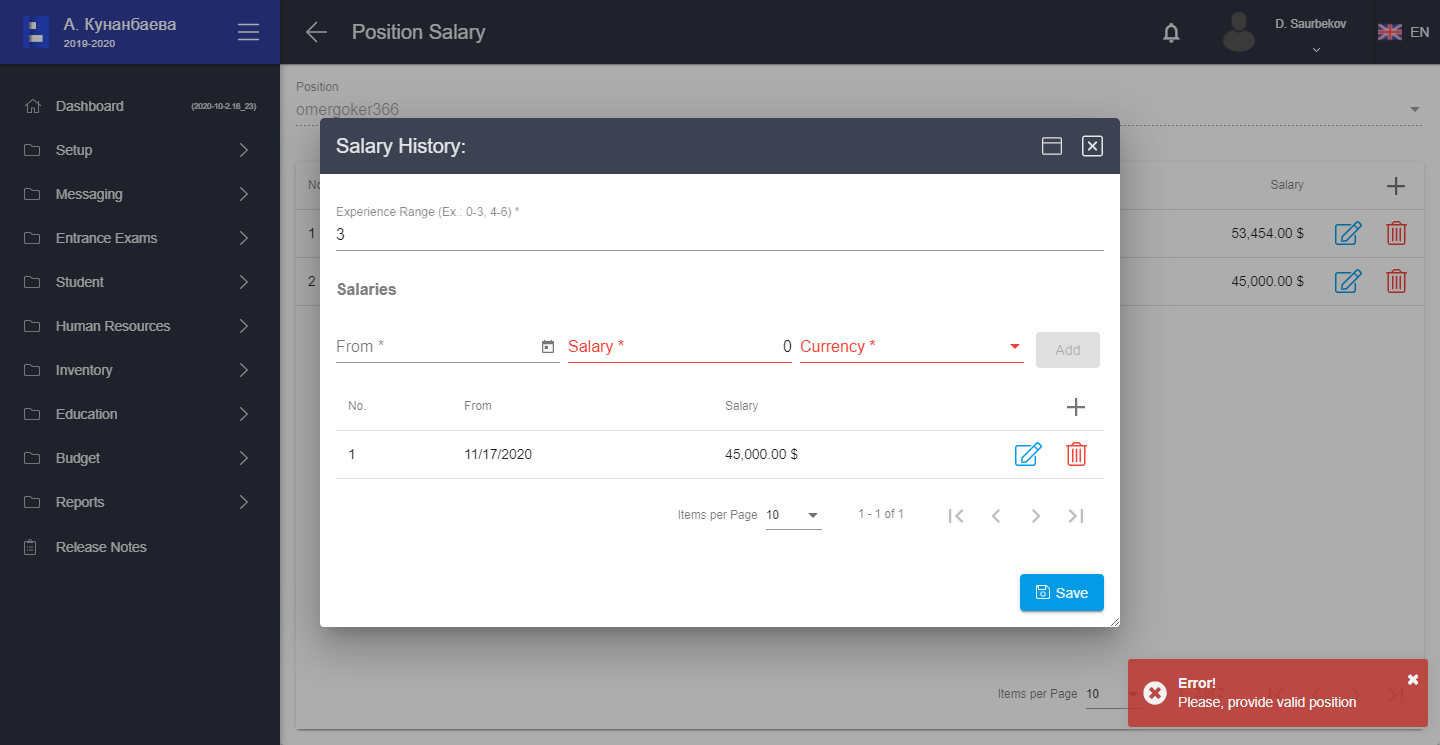 А. Кунанбаева
2019-2020
Position Salary
D. Saurbekov
EN
Dashboard
(2020-10-2.16_23)
Setup
Messaging
Entrance Exams
Student
Human Resources
Inventory
Education
Budget
Reports
Release Notes
Position
omergoker366
Salary
1
53,454.00 $
2
45,000.00 $
Items per Page 10
Salary History:
Experience Range (Ex.: 0-3, 4-6) *
3
Salaries
From *
Salary * 0
Currency *
Add
No. From Salary
1 11/17/2020 45,000.00 $
Items per Page 10 1 - 1 of 1
Save
Error!
Please, provide valid position